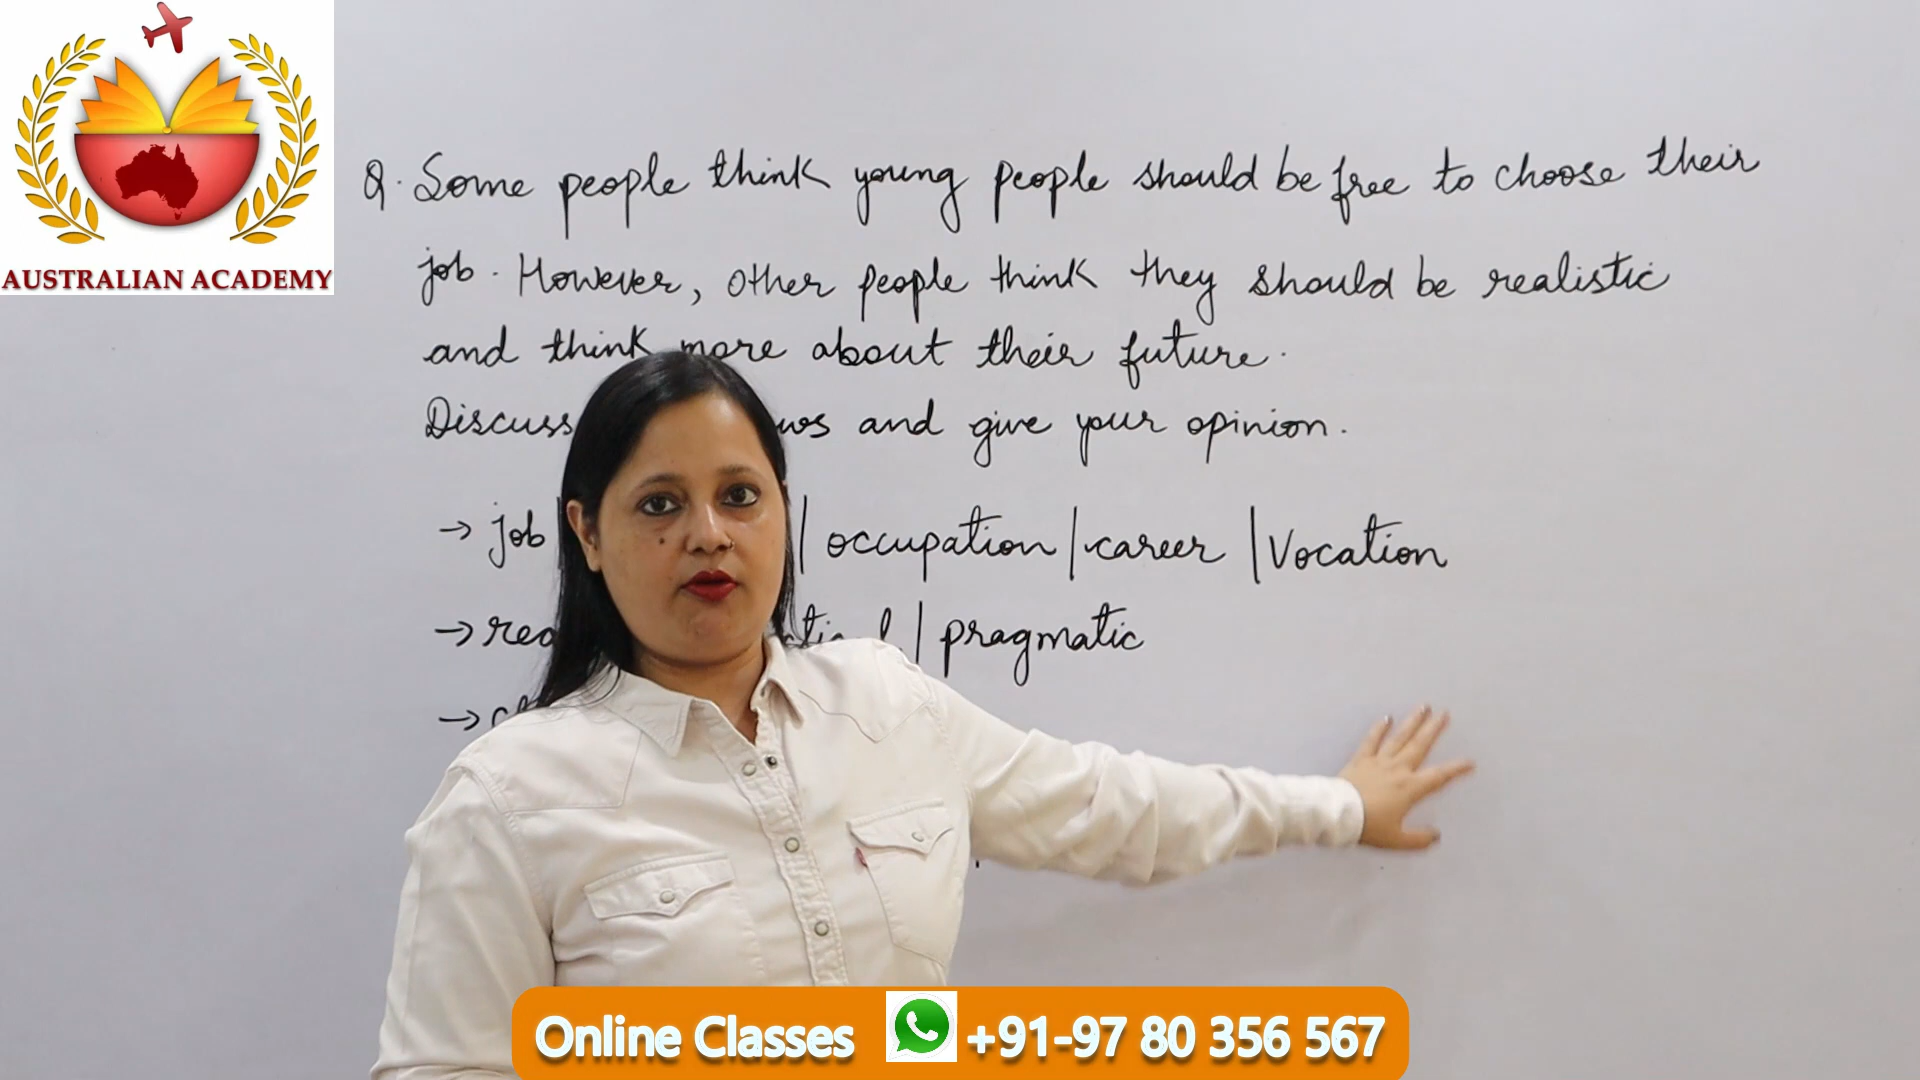 AUSTRALIAN ACADEMY
Q. Some people think young people should be free to choose their
job. However, other people think they should be realistic
and think more about their future.
Discuss and give your opinion.
→ job | occupation | career | Vocation
→ | pragmatic
→
Online Classes +91-97 80 356 567